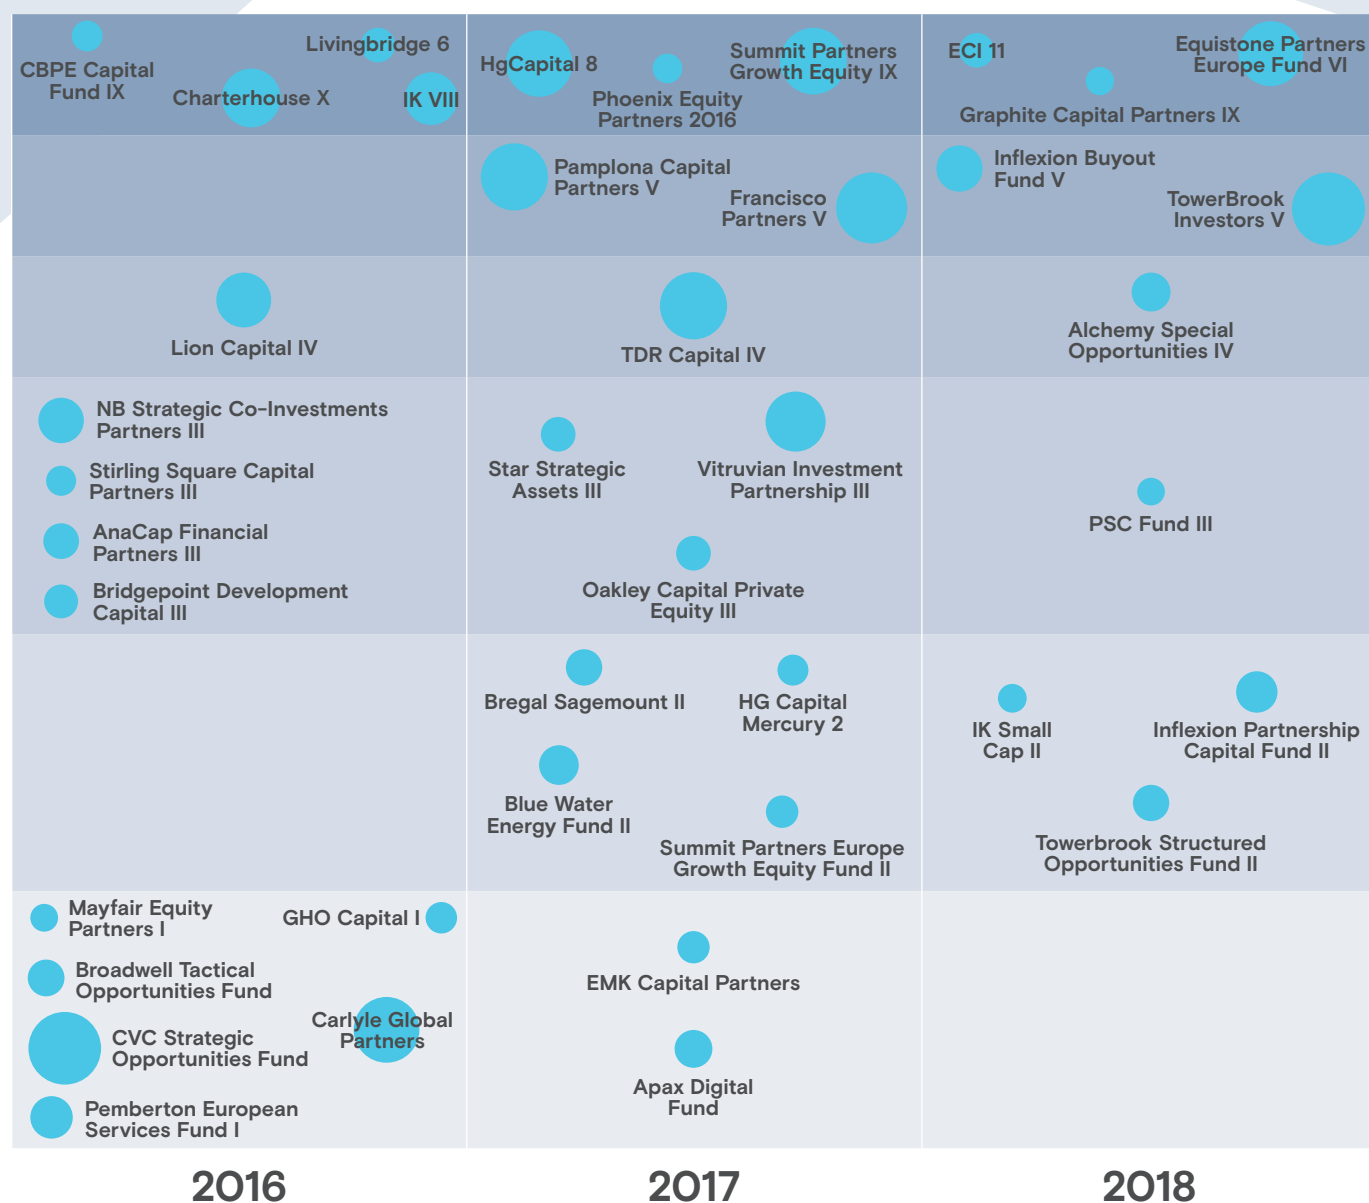 CBPE Capital
Fund IX
Livingbridge 6
Charterhouse X
IK VIII
HgCapital 8
Phoenix Equity
Partners 2016
Summit Partners
Growth Equity IX
ECI 11
Graphite Capital Partners IX
Equistone Partners
Europe Fund VI
Pamplona Capital
Partners V
Francisco
Partners V
Inflexion Buyout
Fund V
TowerBrook
Investors V
Lion Capital IV
TDR Capital IV
Alchemy Special
Opportunities IV
NB Strategic Co-Investments
Partners III
Stirling Square Capital
Partners III
AnaCap Financial
Partners III
Bridgepoint Development
Capital III
Star Strategic
Assets III
Vitruvian Investment
Partnership III
Oakley Capital Private
Equity III
PSC Fund III
Bregal Sagemount II
HG Capital
Mercury 2
Blue Water
Energy Fund II
Summit Partners Europe
Growth Equity Fund II
IK Small
Cap II
Inflexion Partnership
Capital Fund II
Towerbrook Structured
Opportunities Fund II
Mayfair Equity
Partners I
GHO Capital I
Broadwell Tactical
Opportunities Fund
CVC Strategic
Opportunities Fund
Carlyle Global
Partners
Pemberton European
Services Fund I
EMK Capital Partners
Apax Digital
Fund
2016
2017
2018